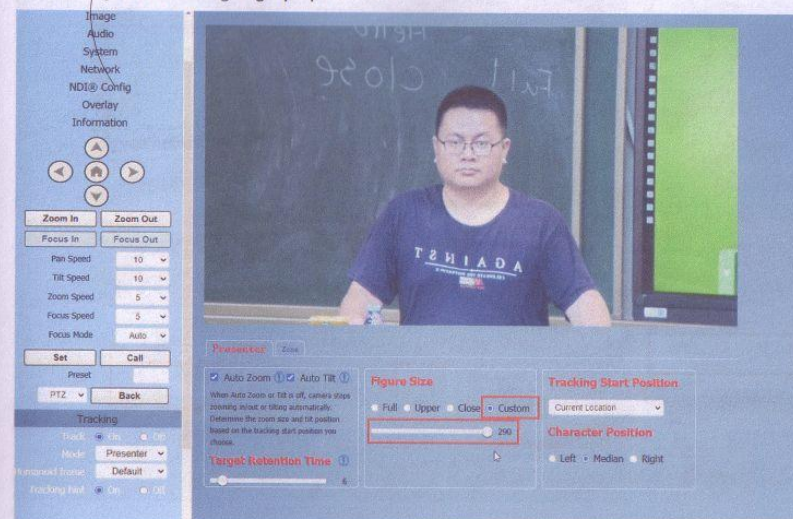 Image
Audio
System
Network
NDI® Config
Overlay
Information
Zoom In Zoom Out
Focus In Focus Out
Pan Speed 10
Tilt Speed 10
Zoom Speed 5
Focus Speed 5
Focus Mode Auto
Set Call
Preset
PTZ Back
Tracking
Track On Off
Mode Presenter
Humanoid frame Default
Tracking hint On Off
Hello
Full Close
AGAINST
Presenter Zone
Auto Zoom Auto Tilt
When Auto Zoom or Tilt is off, camera stops
zooming in/out or tilting automatically.
Determine the zoom size and tilt position
based on the tracking start position you
choose.
Target Retention Time
6
Figure Size
Full Upper Close Custom
290
Tracking Start Position
Current Location
Character Position
Left Median Right